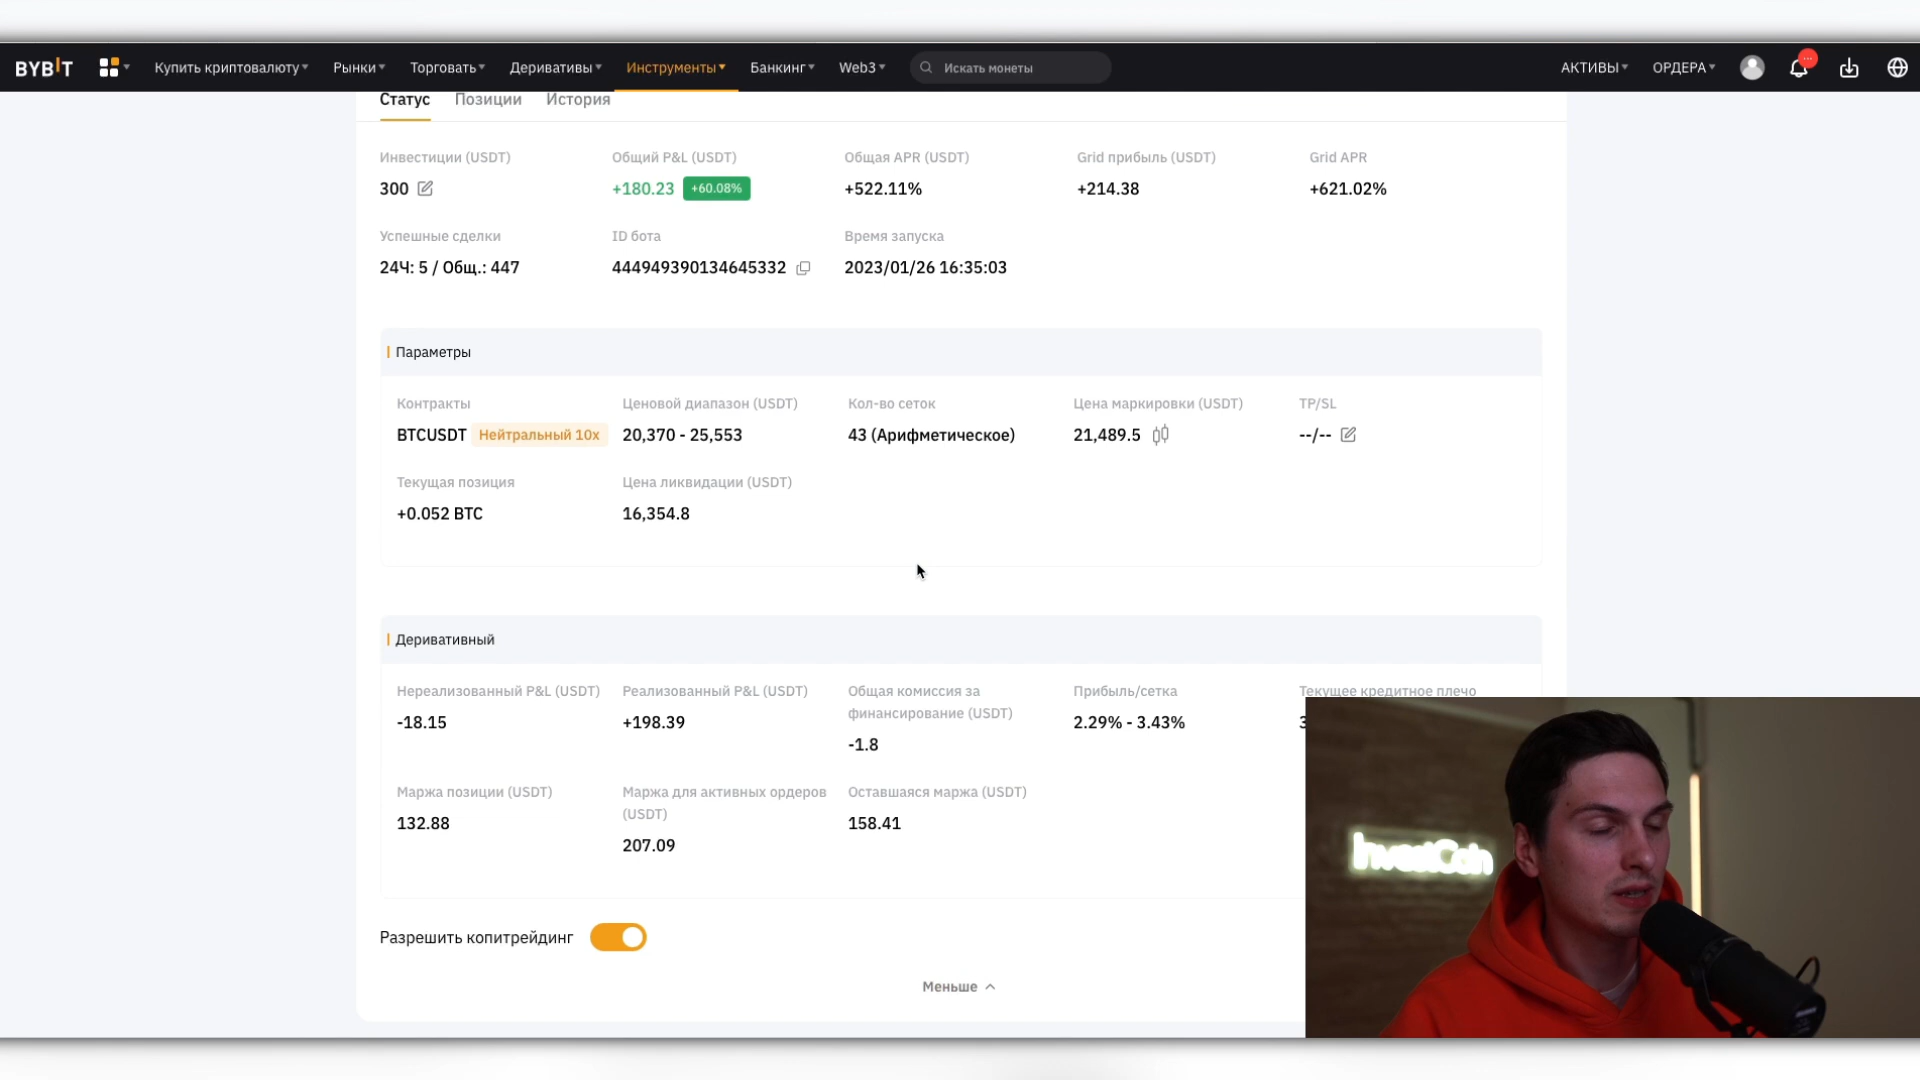 BYBIT Купить криптовалюту Рынки Торговать Деривативы Инструменты Банкинг Web3 Искать монеты АКТИВЫ ОРДЕРА
Статус Позиции История
Инвестиции (USDT) Общий P&L (USDT) Общая APR (USDT) Grid прибыль (USDT) Grid APR
300 +180.23 +60.08% +522.11% +214.38 +621.02%
Успешные сделки ID бота Время запуска
24Ч: 5 / Общ.: 447 444949390134645332 2023/01/26 16:35:03
Параметры
Контракты Ценовой диапазон (USDT) Кол-во сеток Цена маркировки (USDT) TP/SL
BTCUSDT Нейтральный 10x 20,370 - 25,553 43 (Арифметическое) 21,489.5 --/--
Текущая позиция Цена ликвидации (USDT)
+0.052 BTC 16,354.8
Деривативный
Нереализованный P&L (USDT) Реализованный P&L (USDT) Общая комиссия за Прибыль/сетка Текущее кредитное плечо
финансирование (USDT)
-18.15 +198.39 2.29% - 3.43%
-1.8
Маржа позиции (USDT) Маржа для активных ордеров Оставшаяся маржа (USDT)
(USDT)
132.88 158.41
207.09
InvestCoin
Разрешить копитрейдинг
Меньше